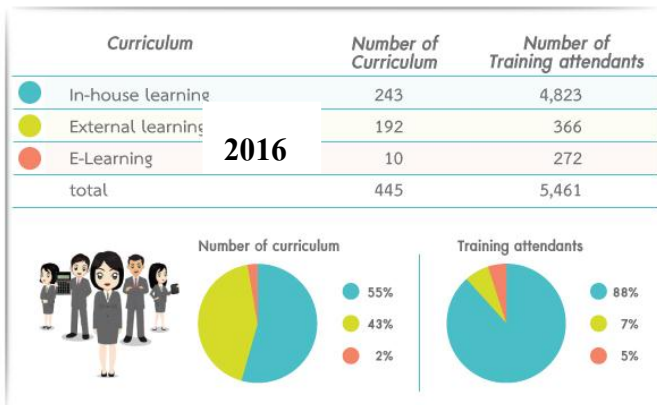 Curriculum Number of Curriculum Number of Training attendants
In-house learning 243 4,823
External learning 192 366
2016
E-Learning 10 272
total 445 5,461
Number of curriculum Training attendants
55% 88%
43% 7%
2% 5%